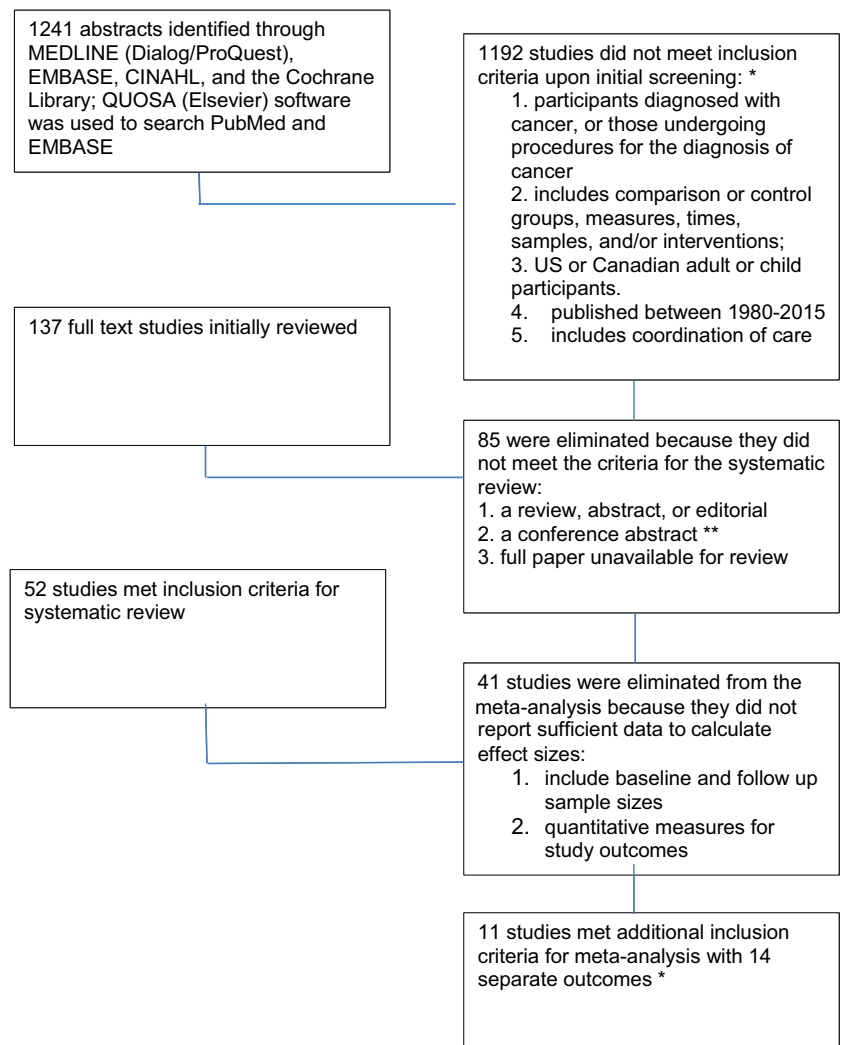 1241 abstracts identified through
MEDLINE (Dialog/ProQuest),
EMBASE, CINAHL, and the Cochrane
Library; QUOSA (Elsevier) software
was used to search PubMed and
EMBASE
1192 studies did not meet inclusion
criteria upon initial screening: *
1. participants diagnosed with
cancer, or those undergoing
procedures for the diagnosis of
cancer
2. includes comparison or control
groups, measures, times,
samples, and/or interventions;
3. US or Canadian adult or child
participants.
4. published between 1980-2015
5. includes coordination of care
137 full text studies initially reviewed
85 were eliminated because they did
not meet the criteria for the systematic
review:
1. a review, abstract, or editorial
2. a conference abstract **
3. full paper unavailable for review
52 studies met inclusion criteria for
systematic review
41 studies were eliminated from the
meta-analysis because they did not
report sufficient data to calculate
effect sizes:
1. include baseline and follow up
sample sizes
2. quantitative measures for
study outcomes
11 studies met additional inclusion
criteria for meta-analysis with 14
separate outcomes *